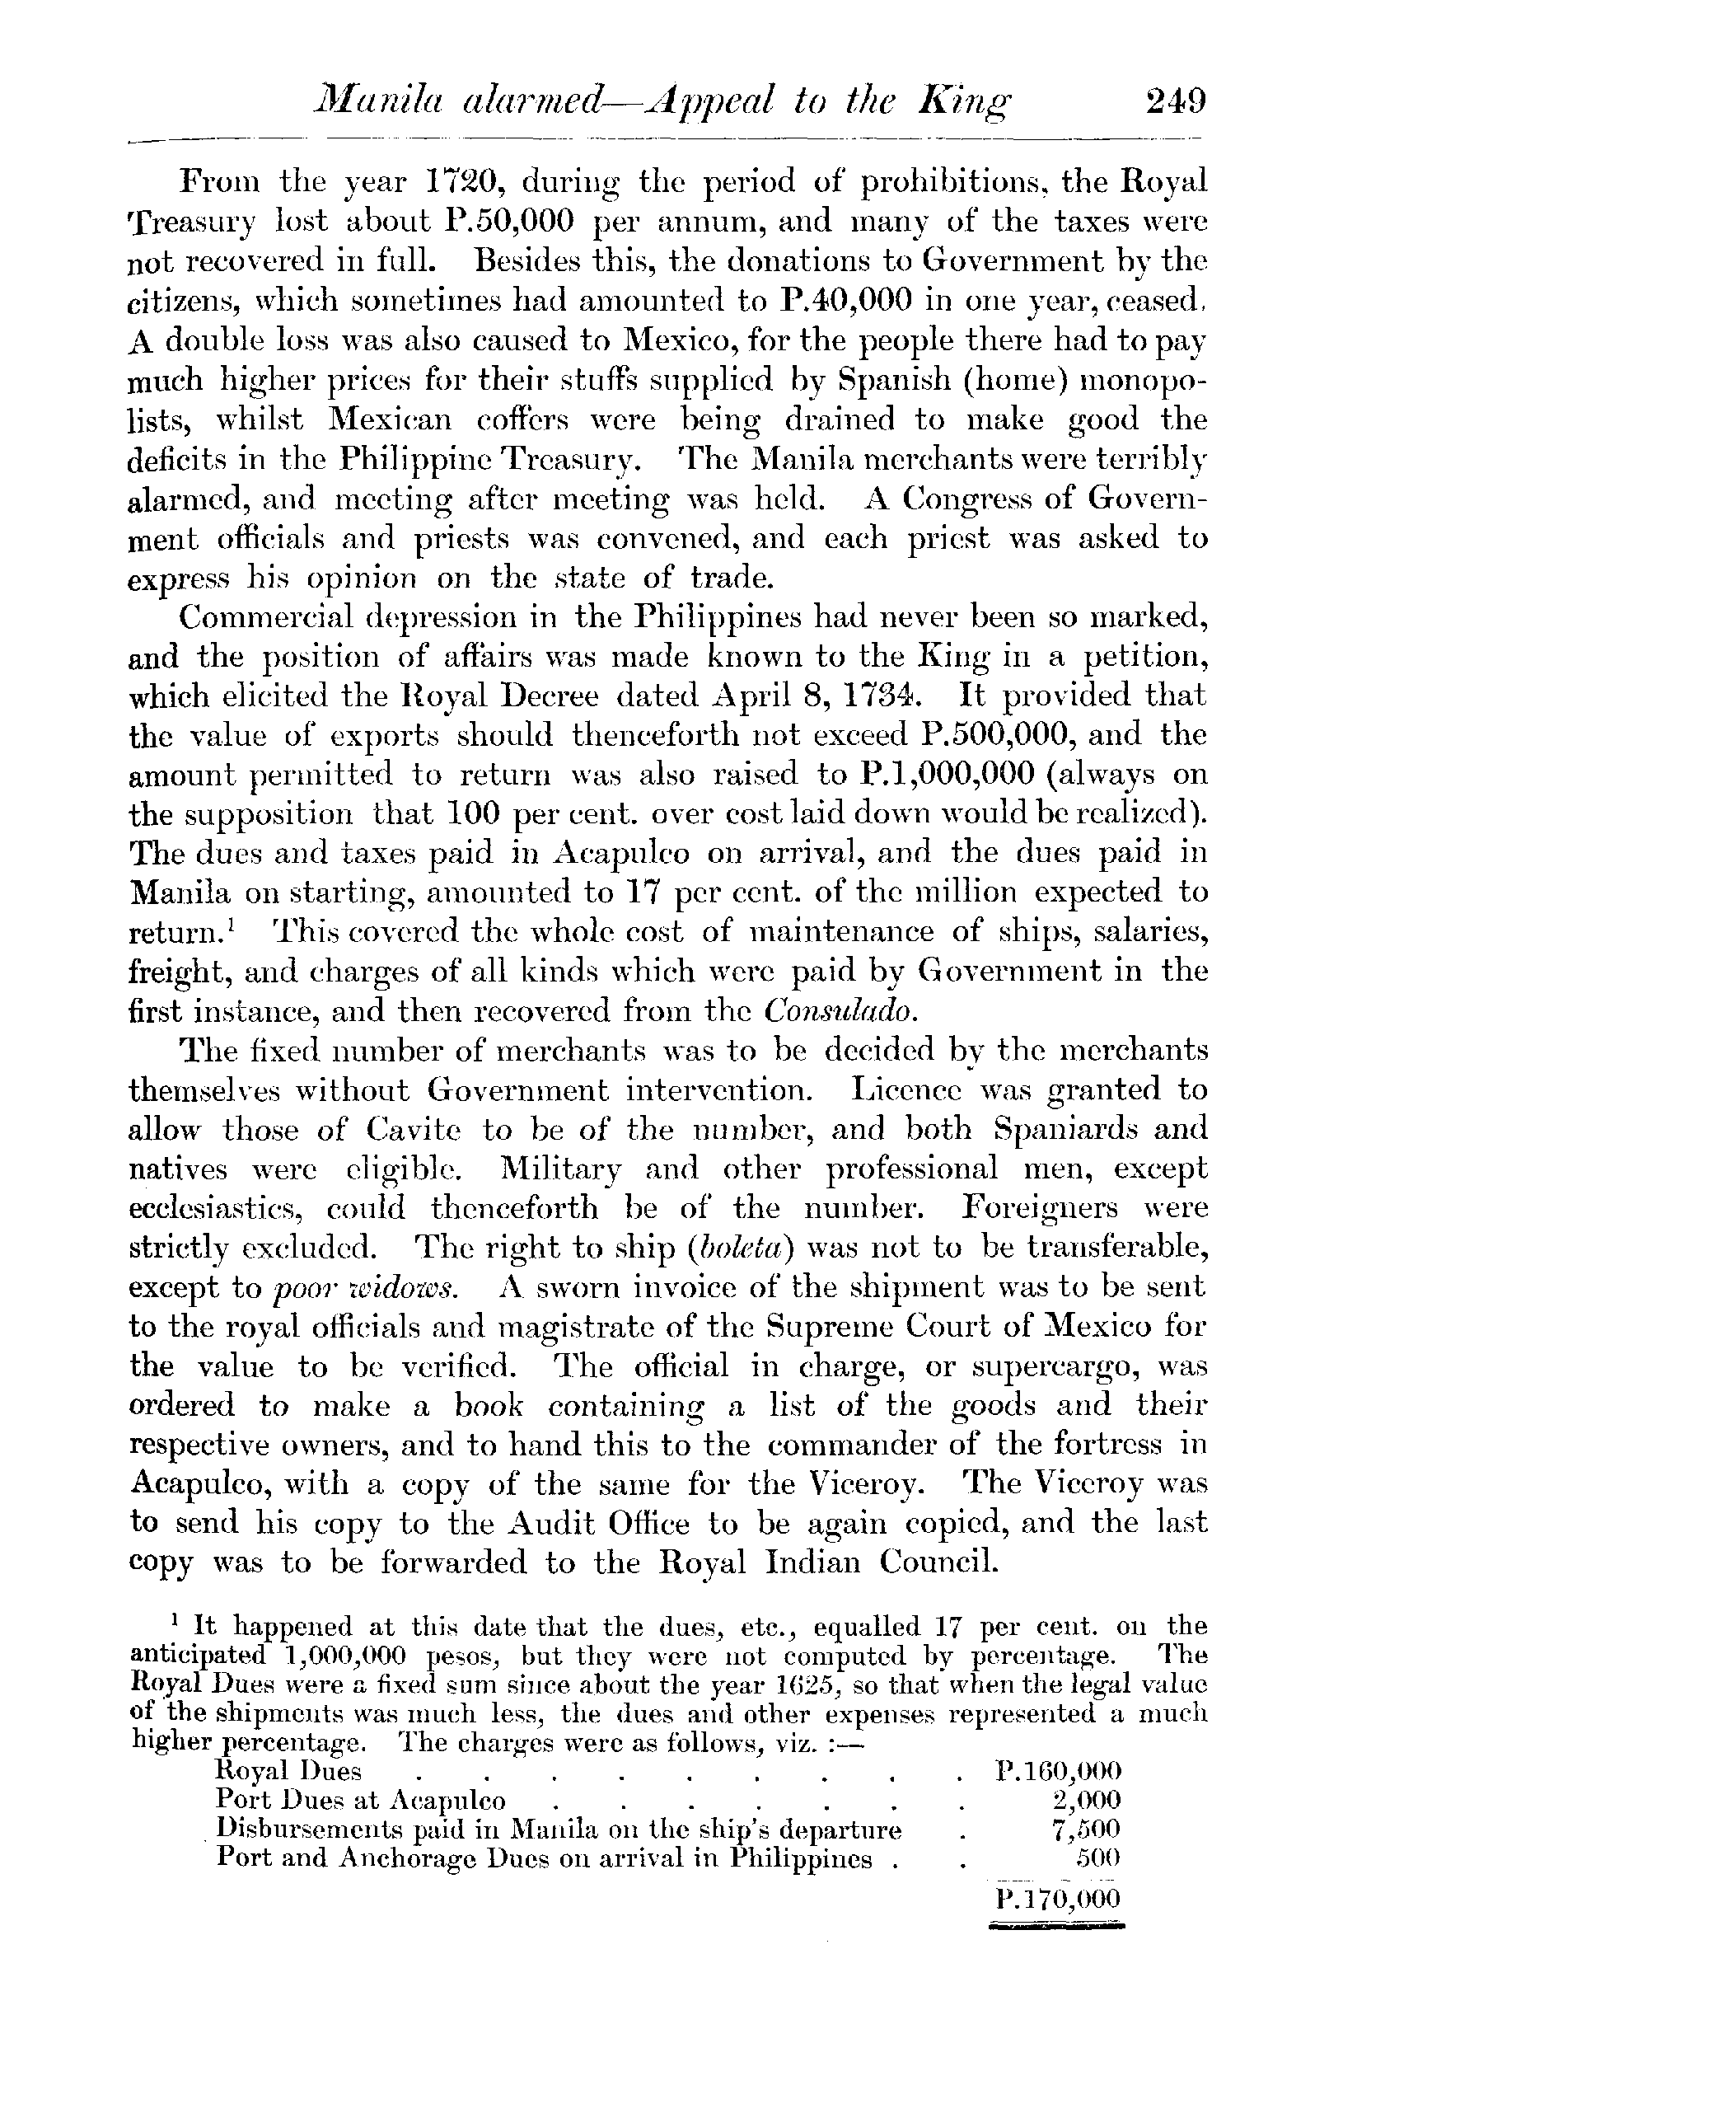 Manila alarmed—Appeal to the King 249
From the year 1720, during the period of prohibitions, the Royal
Treasury lost about P.50,000 per annum, and many of the taxes were
not recovered in full. Besides this, the donations to Government by the
citizens, which sometimes had amounted to P.40,000 in one year, ceased.
A double loss was also caused to Mexico, for the people there had to pay
much higher prices for their stuffs supplied by Spanish (home) monopo-
lists, whilst Mexican coffers were being drained to make good the
deficits in the Philippine Treasury. The Manila merchants were terribly
alarmed, and meeting after meeting was held. A Congress of Govern-
ment officials and priests was convened, and each priest was asked to
express his opinion on the state of trade.
Commercial depression in the Philippines had never been so marked,
and the position of affairs was made known to the King in a petition,
which elicited the Royal Decree dated April 8, 1734. It provided that
the value of exports should thenceforth not exceed P.500,000, and the
amount permitted to return was also raised to P.1,000,000 (always on
the supposition that 100 per cent. over cost laid down would be realized).
The dues and taxes paid in Acapulco on arrival, and the dues paid in
Manila on starting, amounted to 17 per cent. of the million expected to
return.¹ This covered the whole cost of maintenance of ships, salaries,
freight, and charges of all kinds which were paid by Government in the
first instance, and then recovered from the Consulado.
The fixed number of merchants was to be decided by the merchants
themselves without Government intervention. Licence was granted to
allow those of Cavite to be of the number, and both Spaniards and
natives were eligible. Military and other professional men, except
ecclesiastics, could thenceforth be of the number. Foreigners were
strictly excluded. The right to ship (boleta) was not to be transferable,
except to poor widows. A sworn invoice of the shipment was to be sent
to the royal officials and magistrate of the Supreme Court of Mexico for
the value to be verified. The official in charge, or supercargo, was
ordered to make a book containing a list of the goods and their
respective owners, and to hand this to the commander of the fortress in
Acapulco, with a copy of the same for the Viceroy. The Viceroy was
to send his copy to the Audit Office to be again copied, and the last
copy was to be forwarded to the Royal Indian Council.
¹ It happened at this date that the dues, etc., equalled 17 per cent. on the
anticipated 1,000,000 pesos, but they were not computed by percentage. The
Royal Dues were a fixed sum since about the year 1625, so that when the legal value
of the shipments was much less, the dues and other expenses represented a much
higher percentage. The charges were as follows, viz. :—
Royal Dues . . . . . . . . . P.160,000
Port Dues at Acapulco . . . . . . . 2,000
Disbursements paid in Manila on the ship's departure . 7,500
Port and Anchorage Dues on arrival in Philippines . . 500
P.170,000